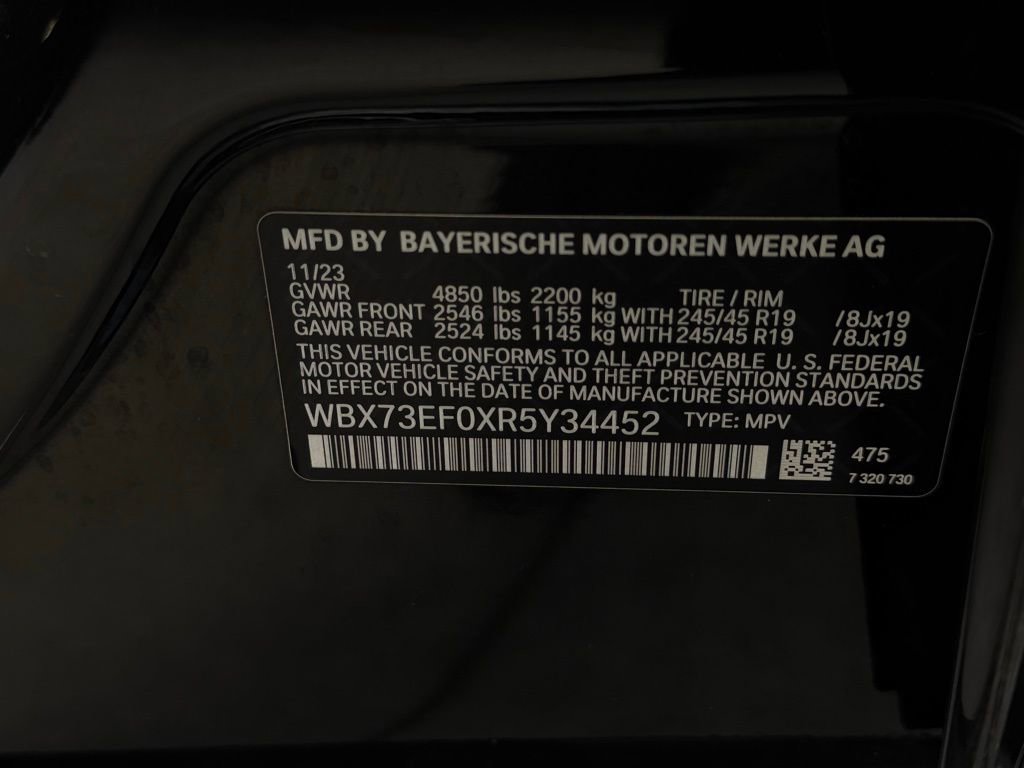 MFD BY BAYERISCHE MOTOREN WERKE AG
11/23
GVWR 4850 lbs 2200 kg TIRE / RIM
GAWR FRONT 2546 lbs 1155 kg WITH 245/45 R19 /8Jx19
GAWR REAR 2524 lbs 1145 kg WITH 245/45 R19 /8Jx19
THIS VEHICLE CONFORMS TO ALL APPLICABLE U. S. FEDERAL
MOTOR VEHICLE SAFETY AND THEFT PREVENTION STANDARDS
IN EFFECT ON THE DATE OF MANUFACTURE SHOWN ABOVE.
WBX73EF0XR5Y34452 TYPE: MPV
475
7 320 730